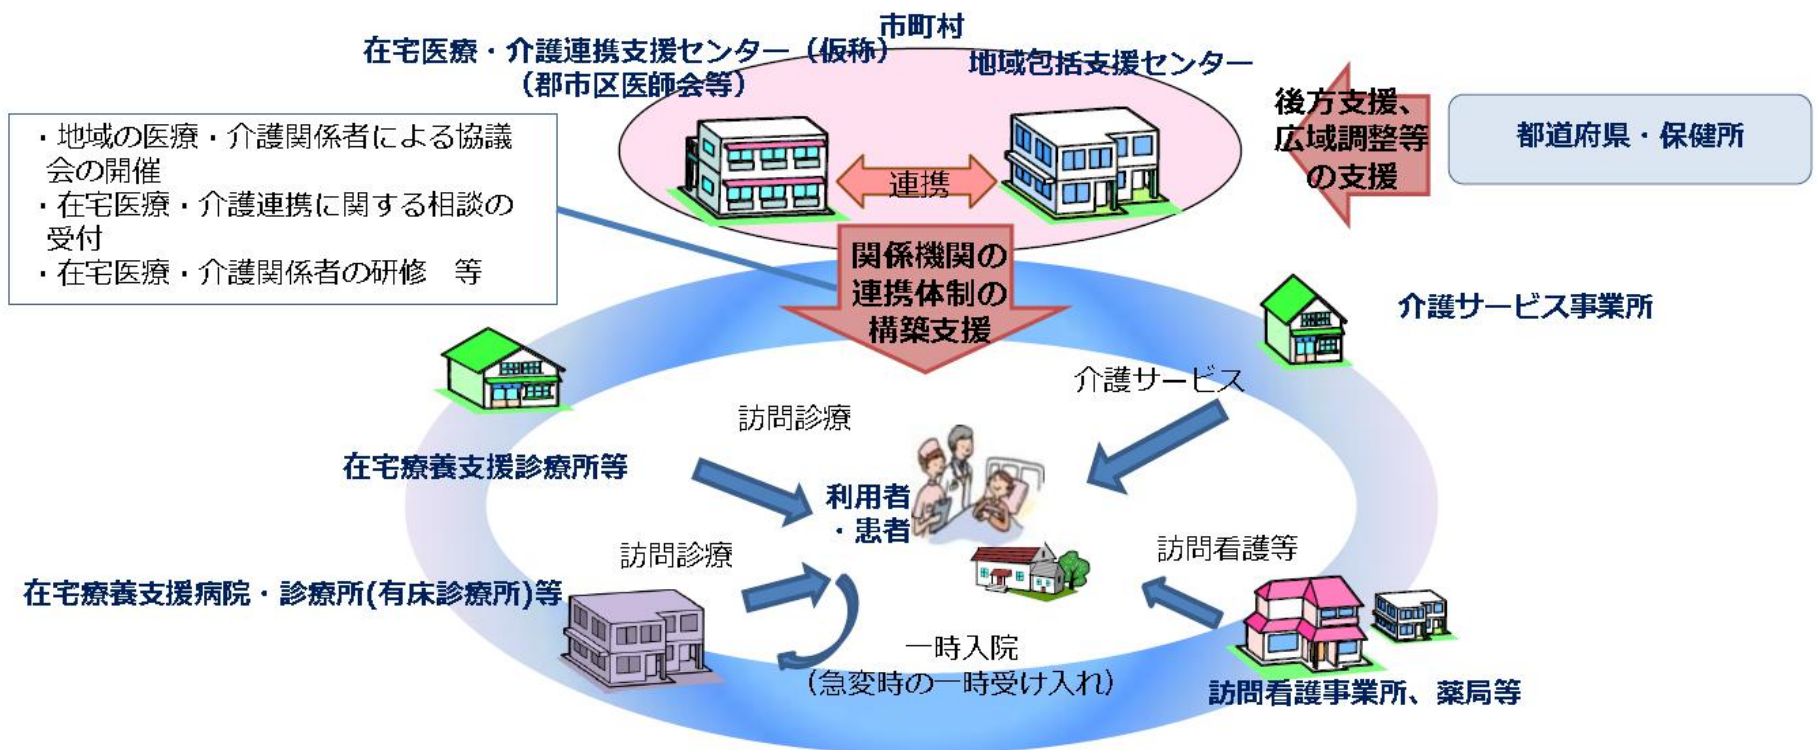 市町村
在宅医療・介護連携支援センター（仮称）
（郡市区医師会等）
地域包括支援センター
連携
後方支援、
広域調整等
の支援
都道府県・保健所
・地域の医療・介護関係者による協議
会の開催
・在宅医療・介護連携に関する相談の
受付
・在宅医療・介護関係者の研修　等
関係機関の
連携体制の
構築支援
介護サービス事業所
介護サービス
訪問診療
在宅療養支援診療所等
利用者
・患者
訪問診療
訪問看護等
在宅療養支援病院・診療所(有床診療所)等
一時入院
（急変時の一時受け入れ）
訪問看護事業所、薬局等